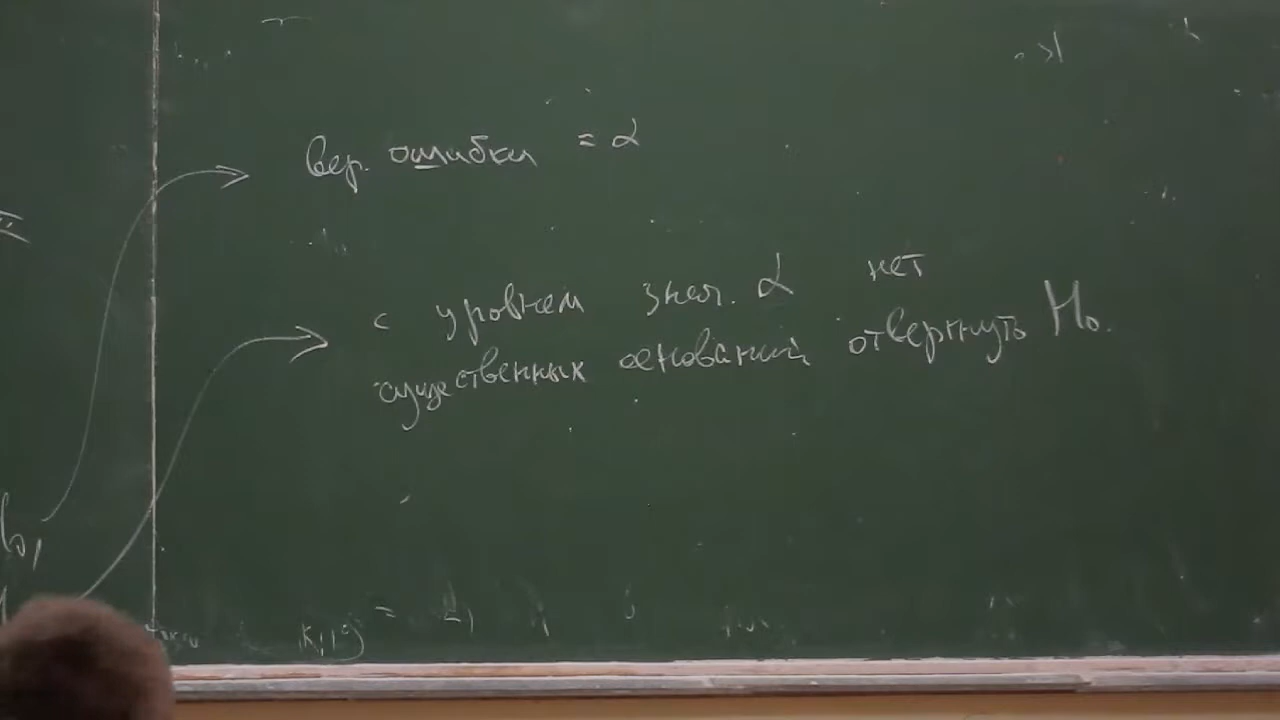 вер. ошибки = α
с уровнем знач. α нет
существенных оснований отвергнуть H₀.